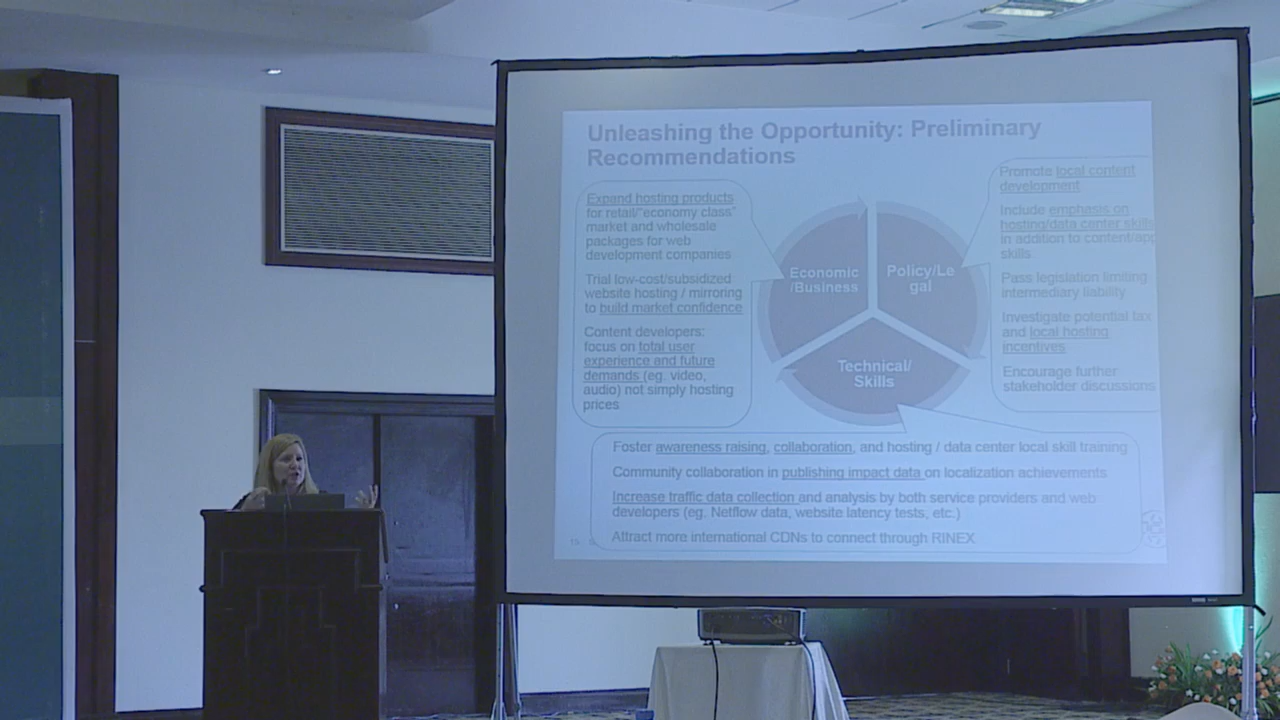 Unleashing the Opportunity: Preliminary
Recommendations
Expand hosting products
for retail/"economy class"
market and wholesale
packages for web
development companies
Trial low-cost/subsidized
website hosting / mirroring
to build market confidence
Content developers:
focus on total user
experience and future
demands (eg. video,
audio) not simply hosting
prices
Economic
/Business
Policy/Le
gal
Technical/
Skills
Promote local content
development
Include emphasis on
hosting/data center skills
in addition to content/app
skills
Pass legislation limiting
intermediary liability
Investigate potential tax
and local hosting
incentives
Encourage further
stakeholder discussions
Foster awareness raising, collaboration, and hosting / data center local skill training
Community collaboration in publishing impact data on localization achievements
Increase traffic data collection and analysis by both service providers and web
developers (eg. Netflow data, website latency tests, etc.)
Attract more international CDNs to connect through RINEX